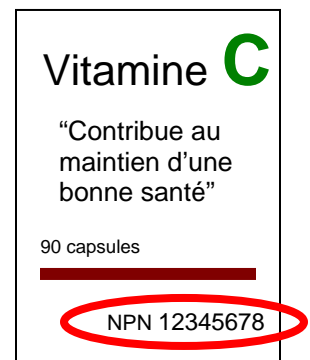 Vitamine C
“Contribue au
maintien d’une
bonne santé”
90 capsules
NPN 12345678